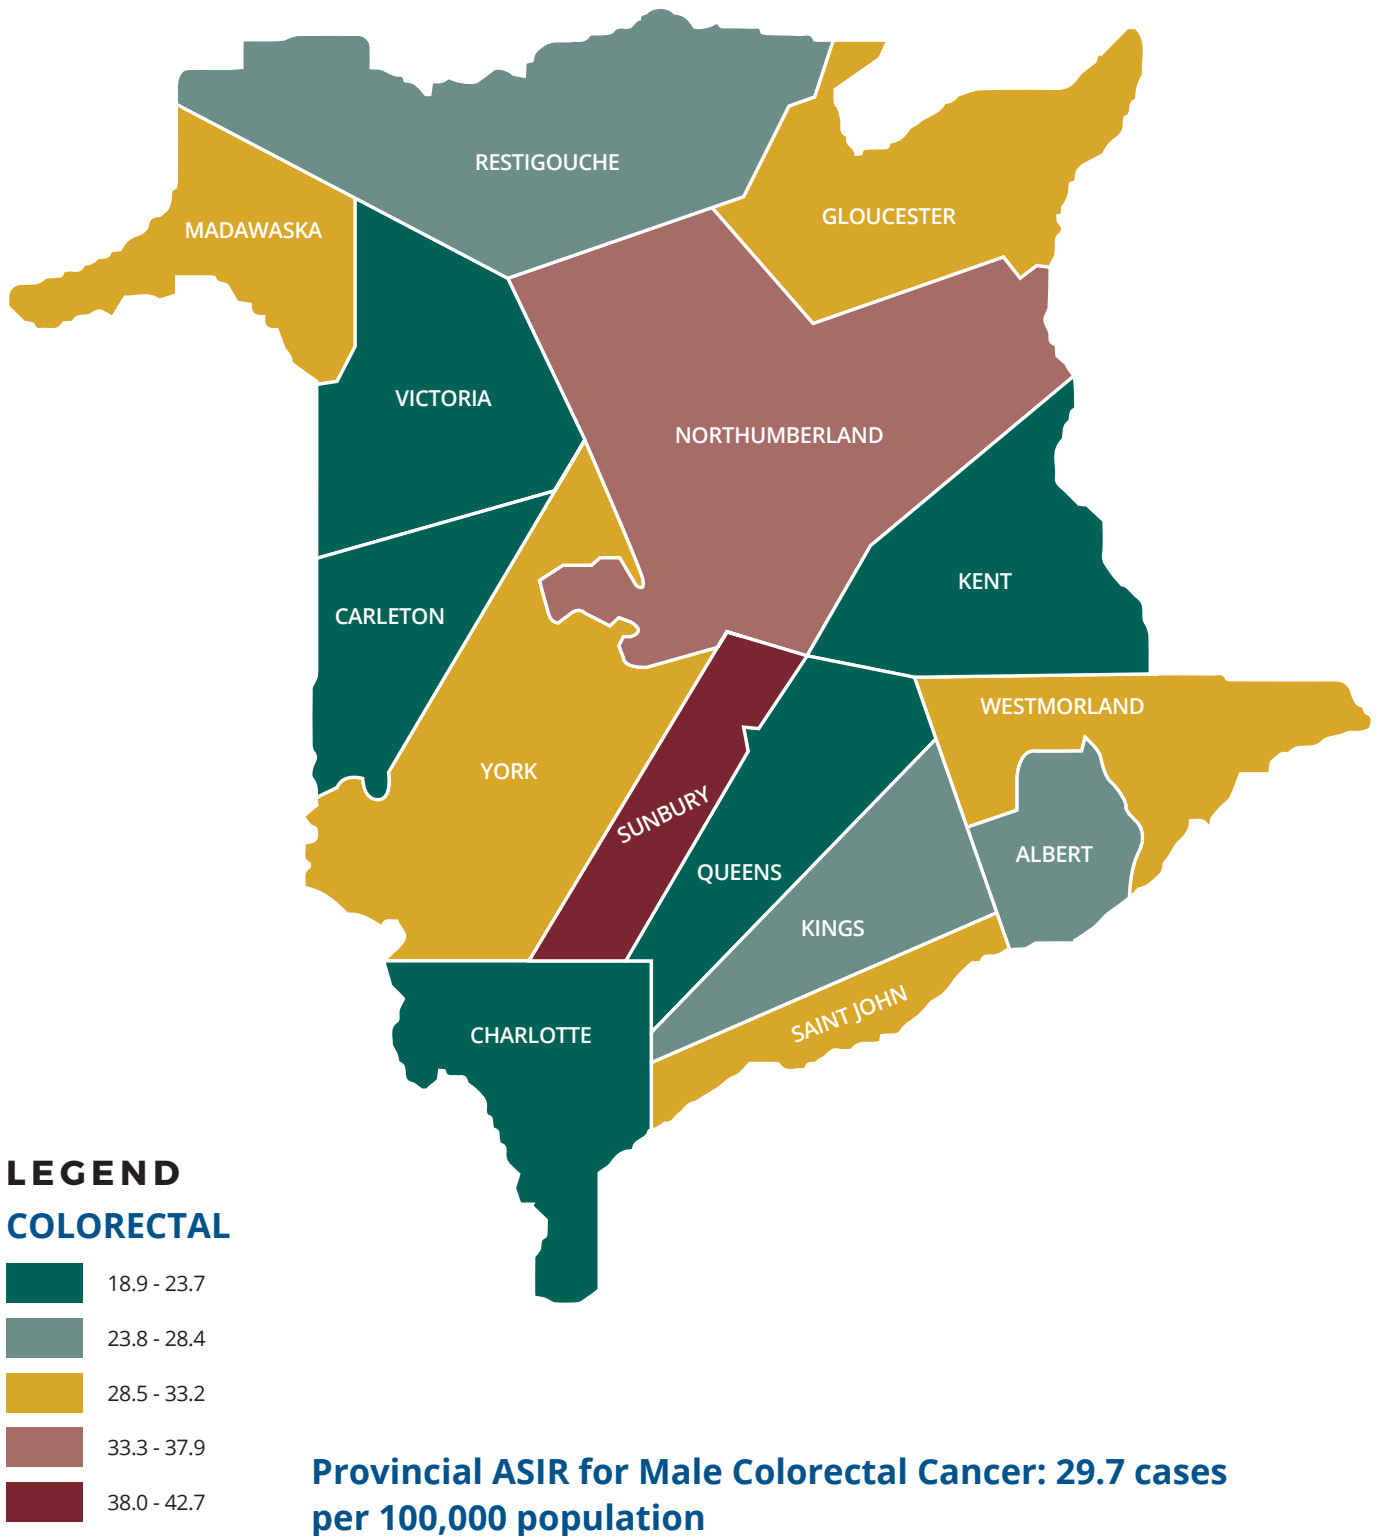 RESTIGOUCHE
GLOUCESTER
MADAWASKA
VICTORIA
NORTHUMBERLAND
KENT
CARLETON
WESTMORLAND
YORK
SUNBURY
ALBERT
QUEENS
KINGS
SAINT JOHN
CHARLOTTE
LEGEND
COLORECTAL
18.9 - 23.7
23.8 - 28.4
28.5 - 33.2
33.3 - 37.9
38.0 - 42.7
Provincial ASIR for Male Colorectal Cancer: 29.7 cases
per 100,000 population